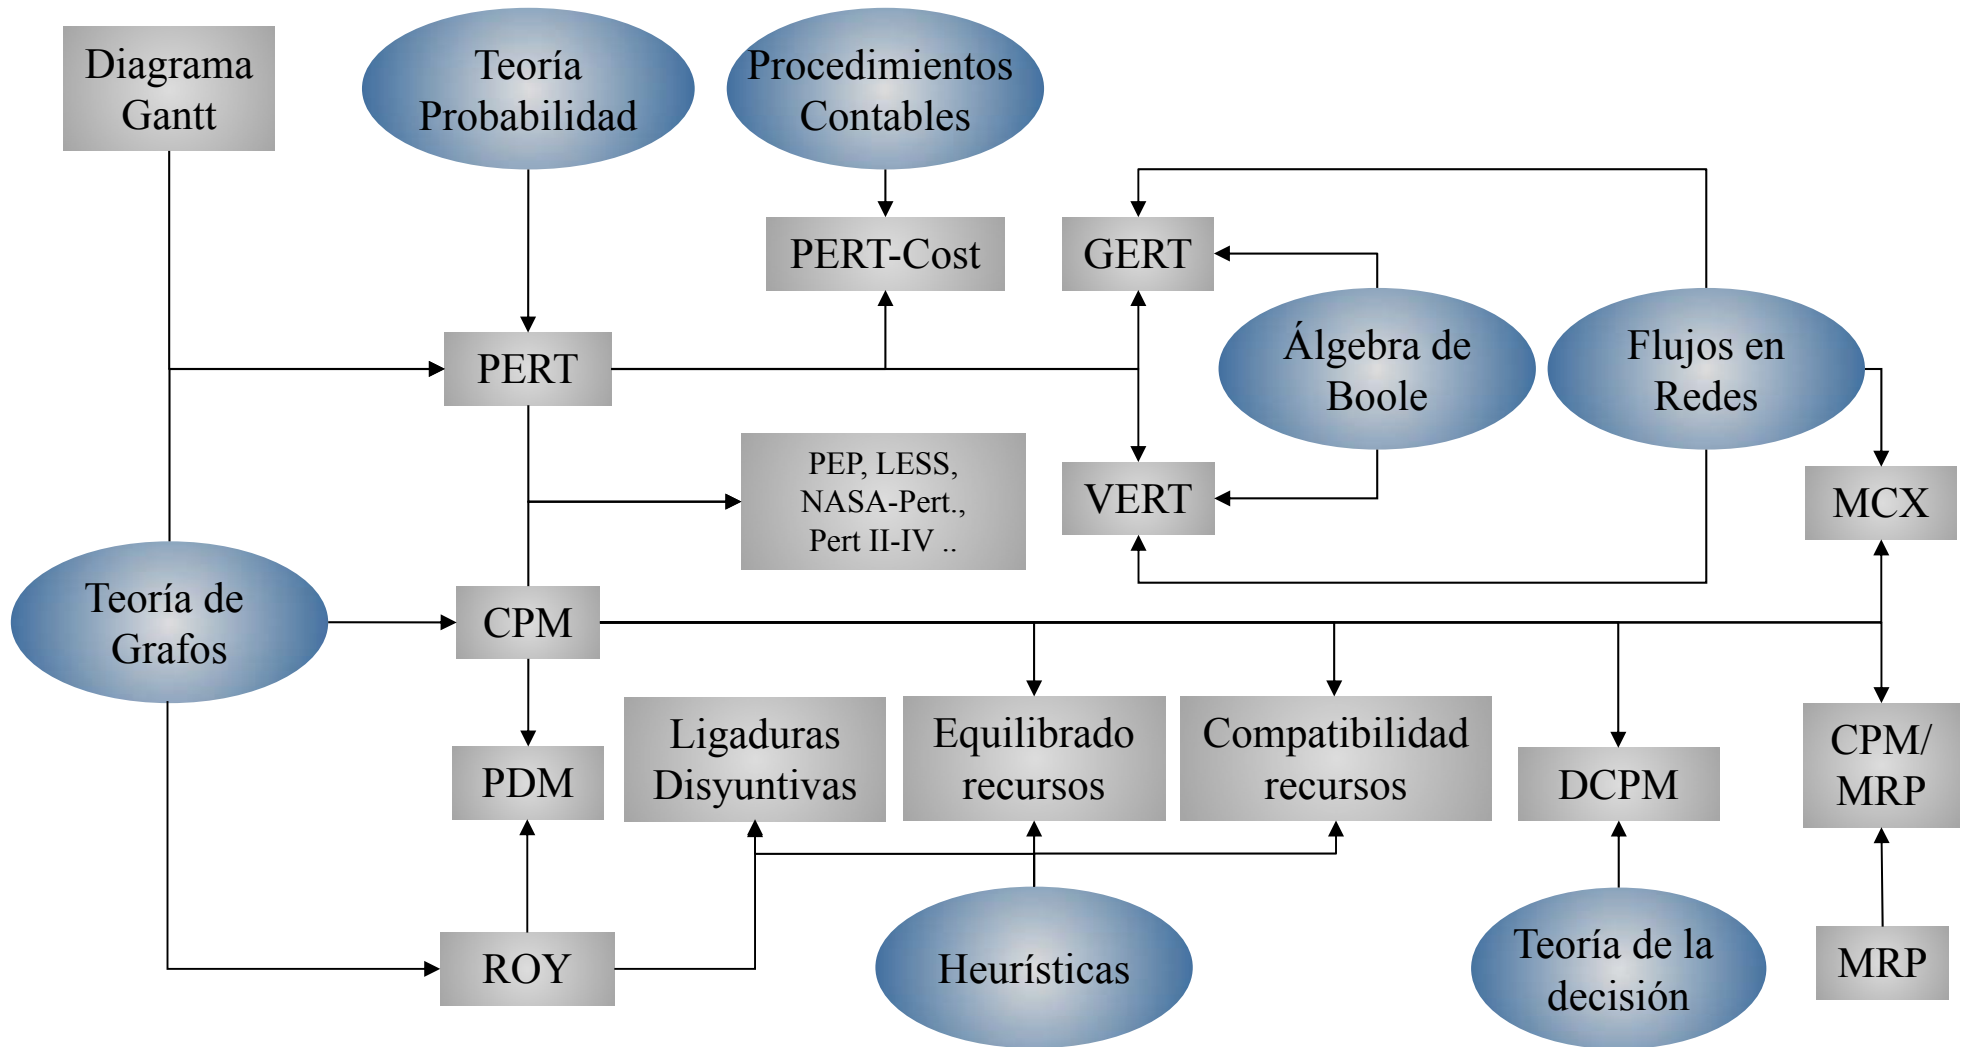 Diagrama
Gantt
Teoría
Probabilidad
Procedimientos
Contables
PERT-Cost
GERT
PERT
Álgebra de
Boole
Flujos en
Redes
PEP, LESS,
NASA-Pert.,
Pert II-IV ..
VERT
MCX
Teoría de
Grafos
CPM
PDM
Ligaduras
Disyuntivas
Equilibrado
recursos
Compatibilidad
recursos
DCPM
CPM/
MRP
ROY
Heurísticas
Teoría de la
decisión
MRP